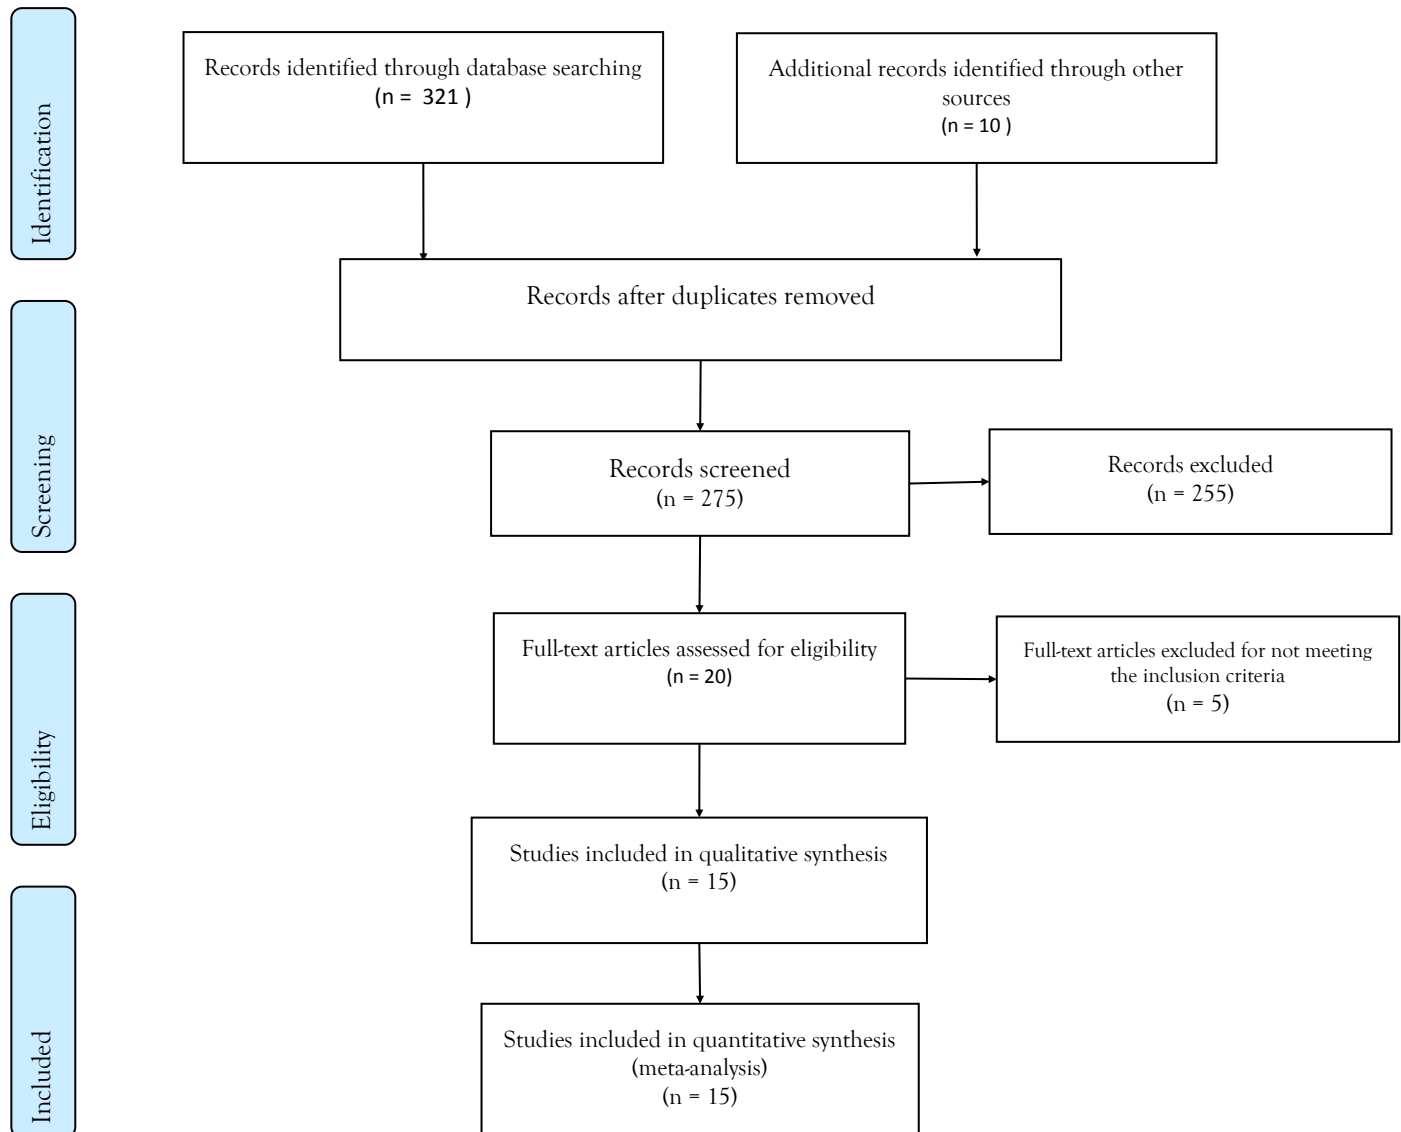 Identification
Records identified through database searching
(n =  321 )
Additional records identified through other
sources
(n = 10 )
Records after duplicates removed
Screening
Records screened
(n = 275)
Records excluded
(n = 255)
Eligibility
Full-text articles assessed for eligibility
(n = 20)
Full-text articles excluded for not meeting
the inclusion criteria
(n = 5)
Studies included in qualitative synthesis
(n = 15)
Included
Studies included in quantitative synthesis
(meta-analysis)
(n = 15)